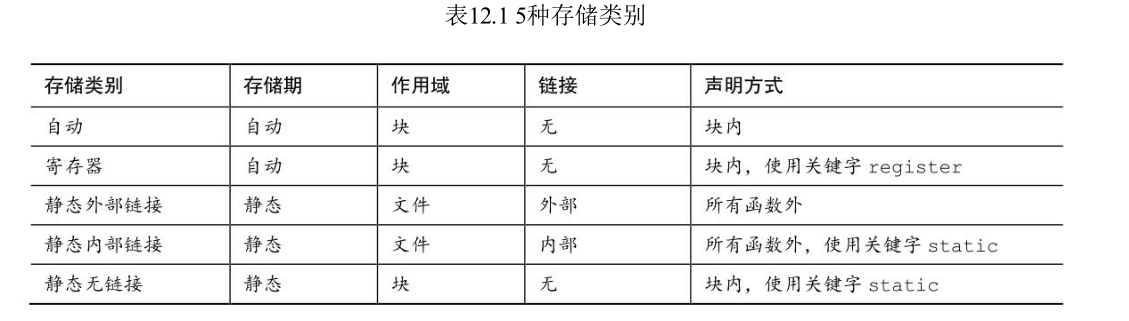 表12.1 5种存储类别
存储类别 存储期 作用域 链接 声明方式
自动 自动 块 无 块内
寄存器 自动 块 无 块内，使用关键字 register
静态外部链接 静态 文件 外部 所有函数外
静态内部链接 静态 文件 内部 所有函数外，使用关键字 static
静态无链接 静态 块 无 块内，使用关键字 static